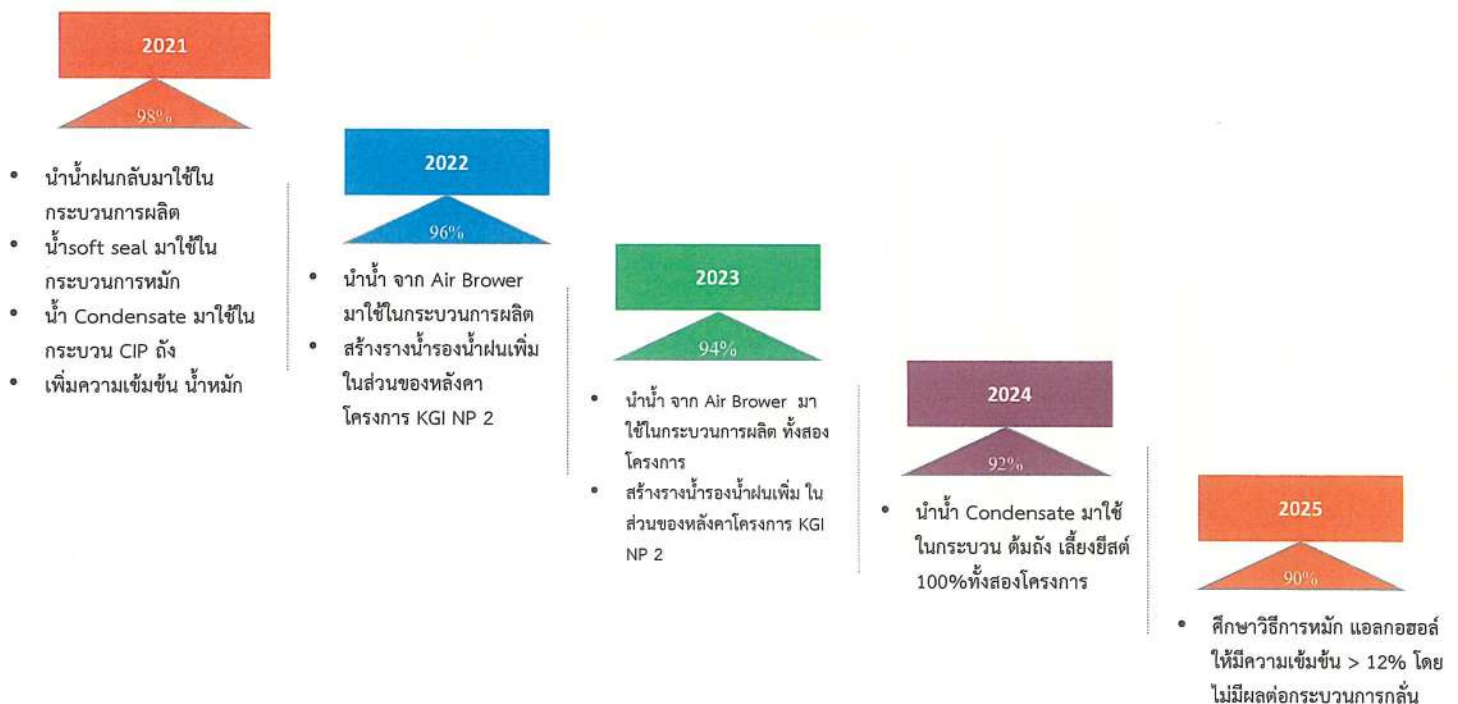 2021
98%
• นำน้ำฝนกลับมาใช้ใน
กระบวนการผลิต
• น้ำsoft seal มาใช้ใน
กระบวนการหมัก
• น้ำ Condensate มาใช้ใน
กระบวน CIP ถัง
• เพิ่มความเข้มข้น น้ำหมัก
2022
96%
• นำน้ำ จาก Air Brower
มาใช้ในกระบวนการผลิต
• สร้างรางน้ำรองน้ำฝนเพิ่ม
ในส่วนของหลังคา
โครงการ KGI NP 2
2023
94%
• นำน้ำ จาก Air Brower มา
ใช้ในกระบวนการผลิต ทั้งสอง
โครงการ
• สร้างรางน้ำรองน้ำฝนเพิ่ม ใน
ส่วนของหลังคาโครงการ KGI
NP 2
2024
92%
• นำน้ำ Condensate มาใช้
ในกระบวน ต้มถัง เลี้ยงยีสต์
100%ทั้งสองโครงการ
2025
90%
• ศึกษาวิธีการหมัก แอลกอฮอล์
ให้มีความเข้มข้น > 12% โดย
ไม่มีผลต่อกระบวนการกลั่น